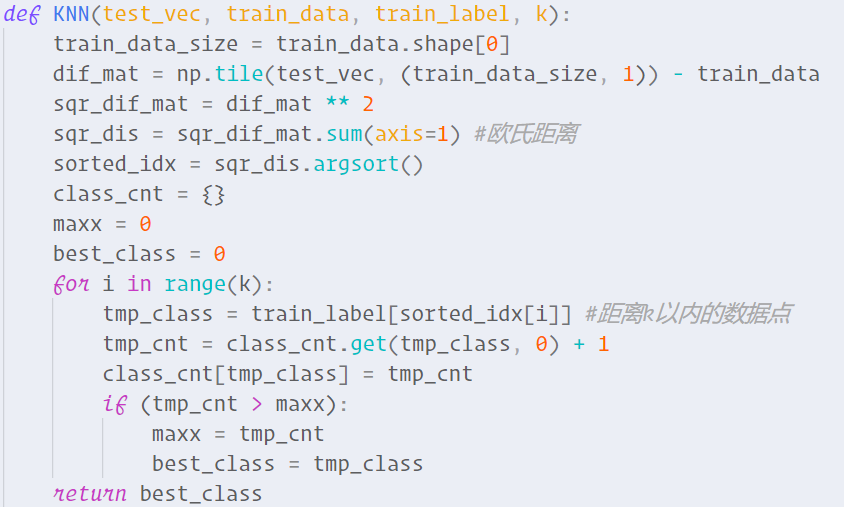 def KNN(test_vec, train_data, train_label, k):
    train_data_size = train_data.shape[0]
    dif_mat = np.tile(test_vec, (train_data_size, 1)) - train_data
    sqr_dif_mat = dif_mat ** 2
    sqr_dis = sqr_dif_mat.sum(axis=1) #欧氏距离
    sorted_idx = sqr_dis.argsort()
    class_cnt = {}
    maxx = 0
    best_class = 0
    for i in range(k):
        tmp_class = train_label[sorted_idx[i]] #距离k以内的数据点
        tmp_cnt = class_cnt.get(tmp_class, 0) + 1
        class_cnt[tmp_class] = tmp_cnt
        if (tmp_cnt > maxx):
            maxx = tmp_cnt
            best_class = tmp_class
    return best_class